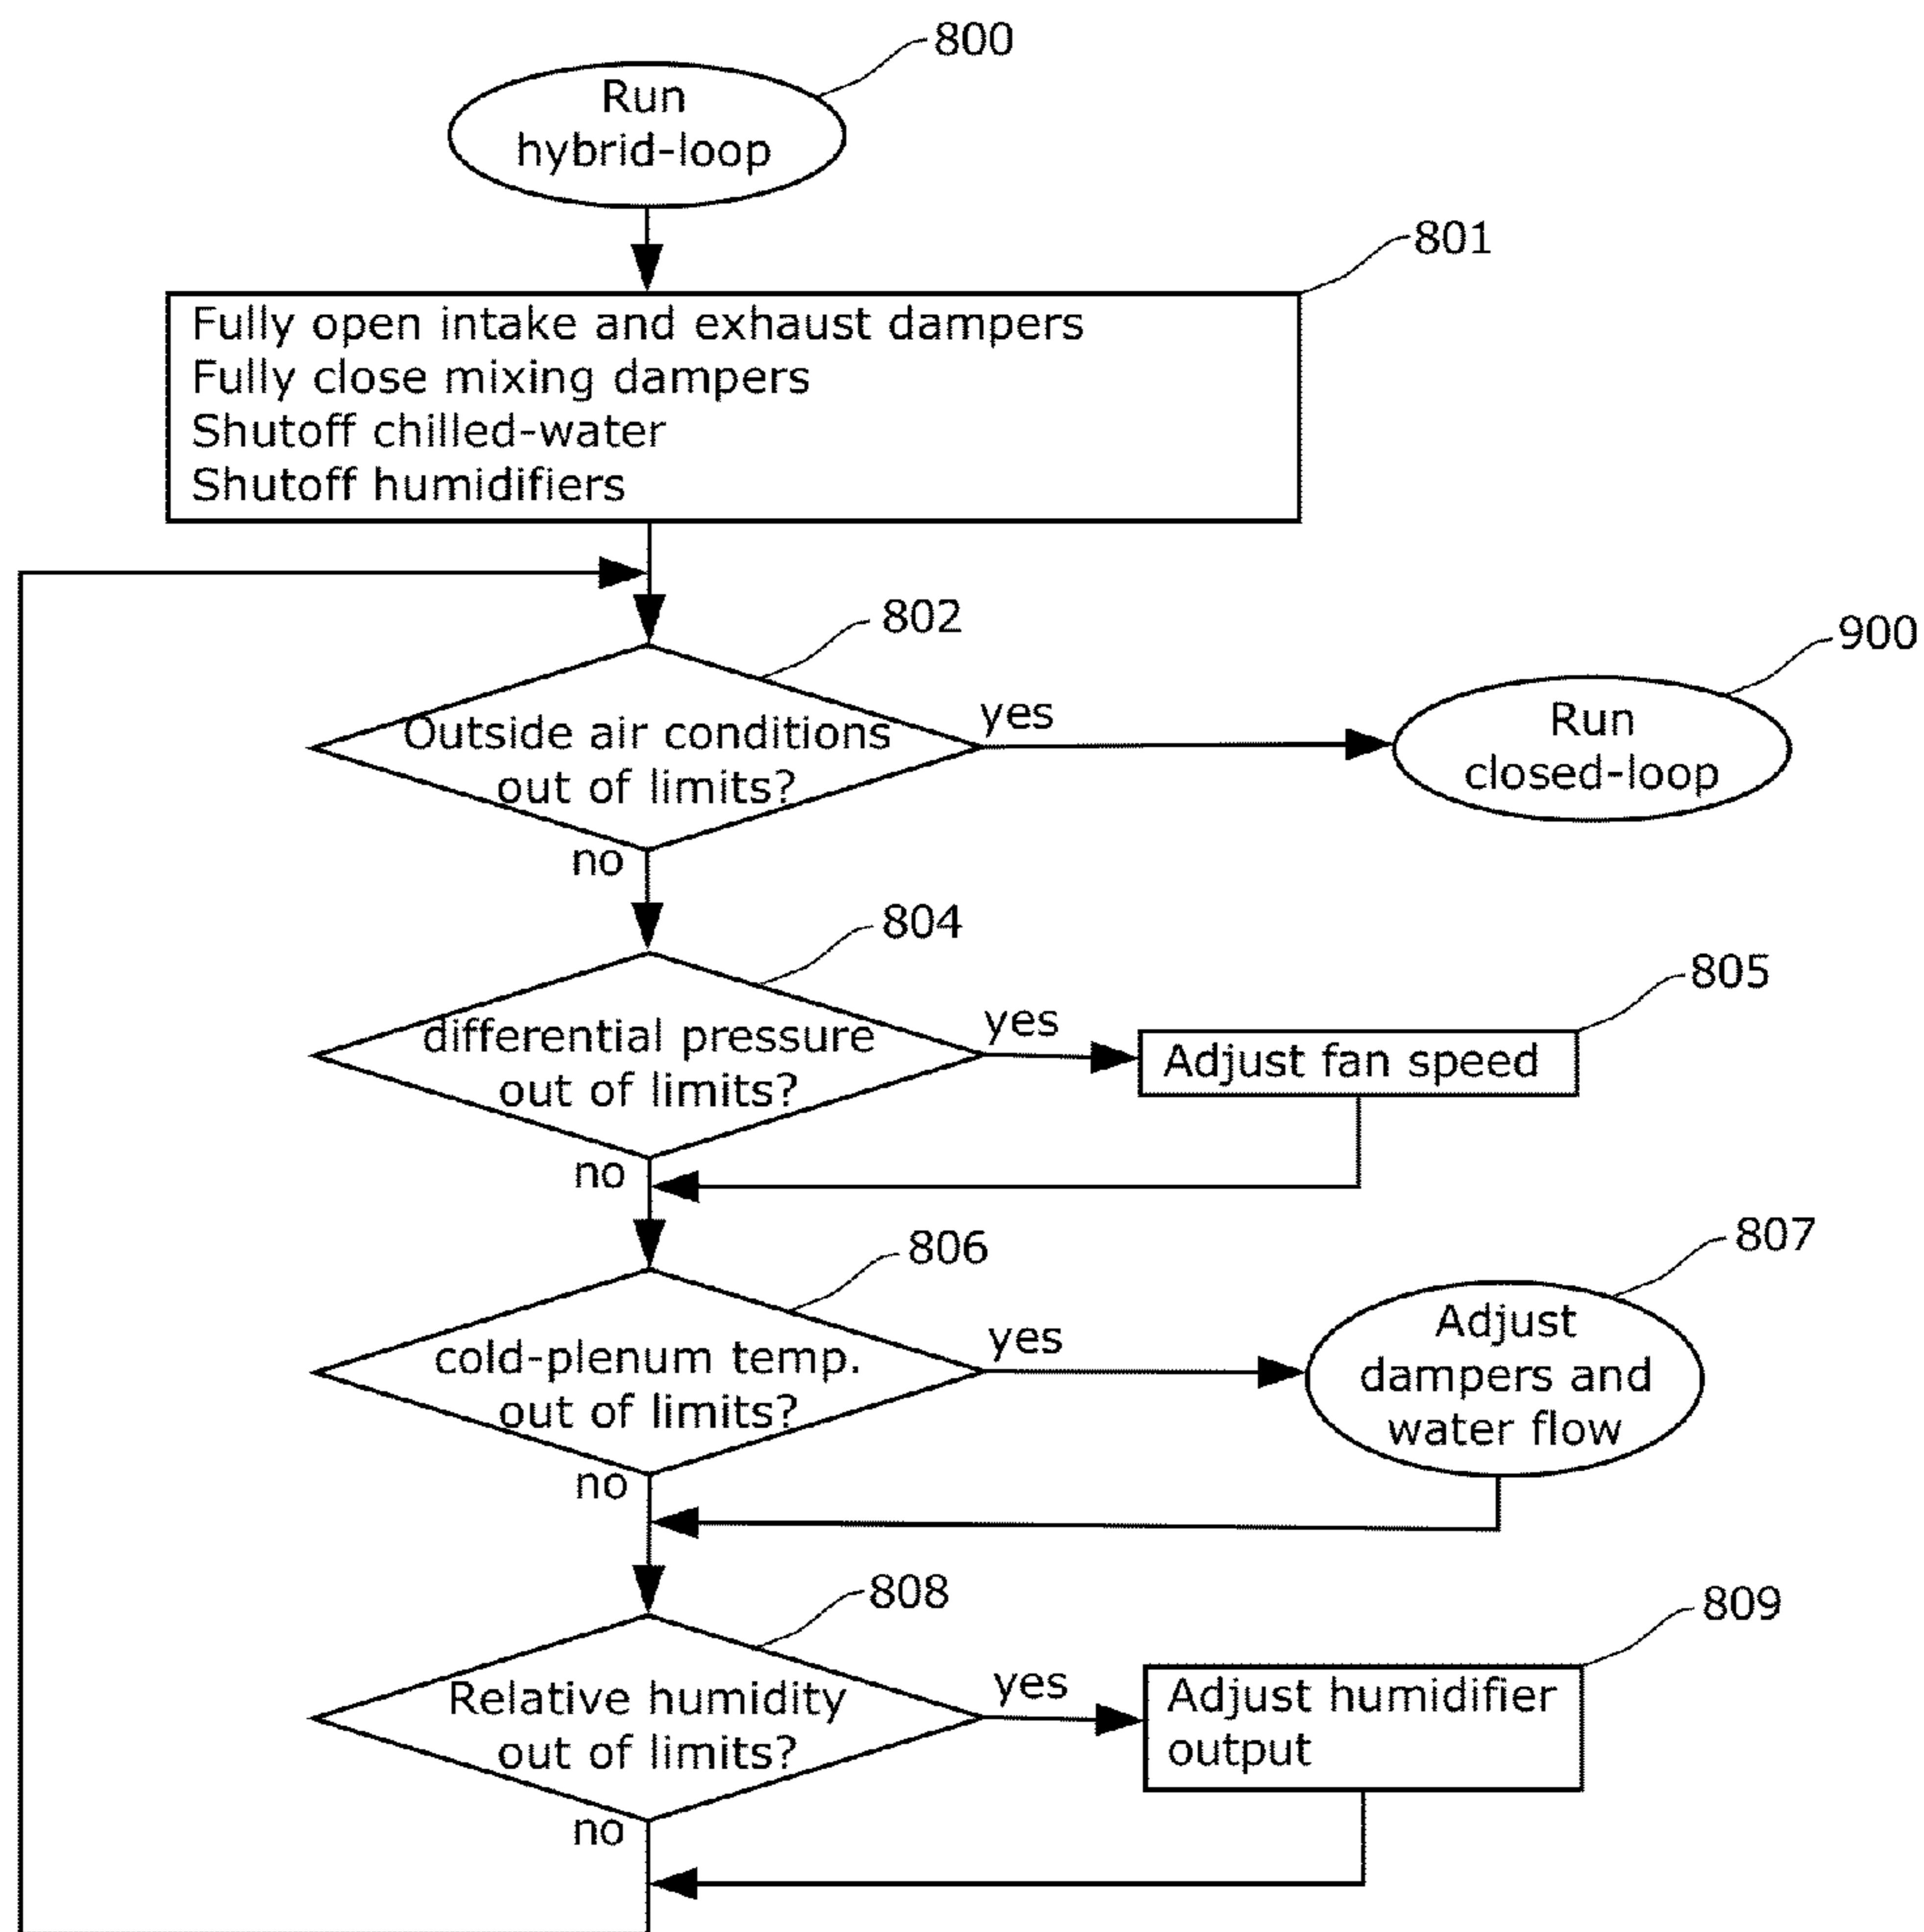 800
Run
hybrid-loop
801
Fully open intake and exhaust dampers
Fully close mixing dampers
Shutoff chilled-water
Shutoff humidifiers
802
Outside air conditions
out of limits?
yes
900
Run
closed-loop
no
804
differential pressure
out of limits?
yes
805
Adjust fan speed
no
806
cold-plenum temp.
out of limits?
yes
807
Adjust
dampers and
water flow
no
808
Relative humidity
out of limits?
yes
809
Adjust humidifier
output
no